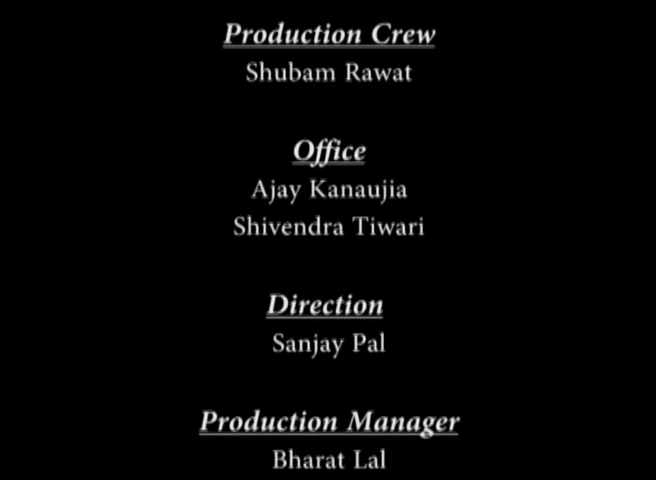 Production Crew
Shubam Rawat
Office
Ajay Kanaujia
Shivendra Tiwari
Direction
Sanjay Pal
Production Manager
Bharat Lal